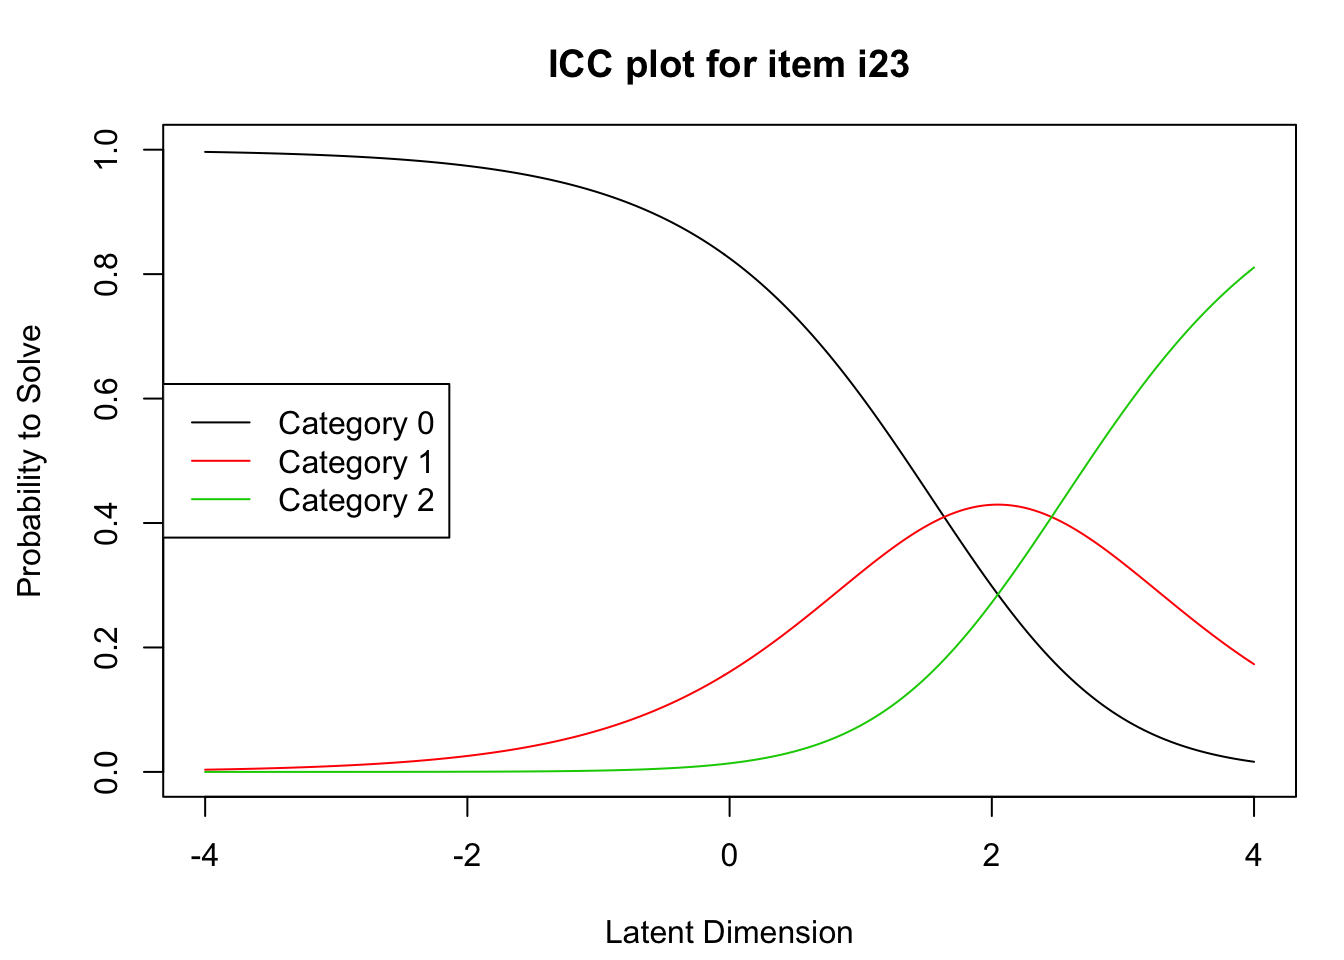 ICC plot for item i23
Probability to Solve
1.0
0.8
0.6
0.4
0.2
0.0
Category 0
Category 1
Category 2
-4
-2
0
2
4
Latent Dimension